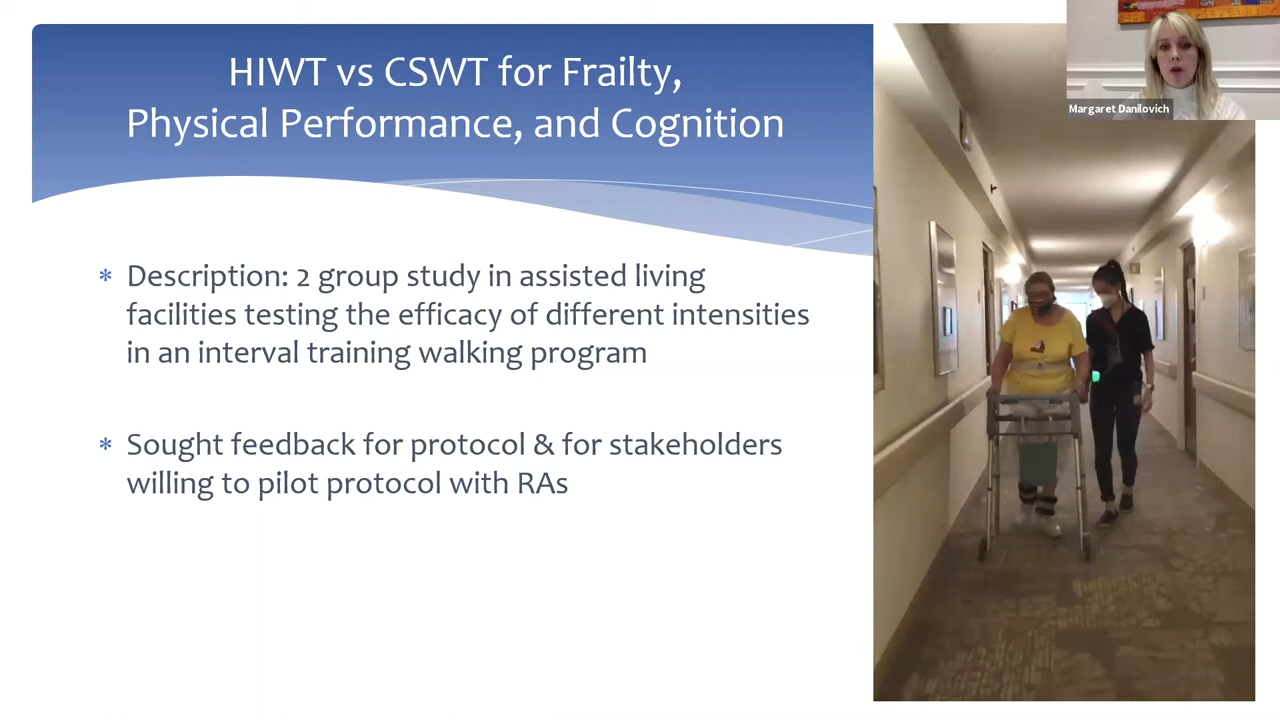 HIWT vs CSWT for Frailty,
Physical Performance, and Cognition
Margaret Danilovich
* Description: 2 group study in assisted living
facilities testing the efficacy of different intensities
in an interval training walking program
* Sought feedback for protocol & for stakeholders
willing to pilot protocol with RAs